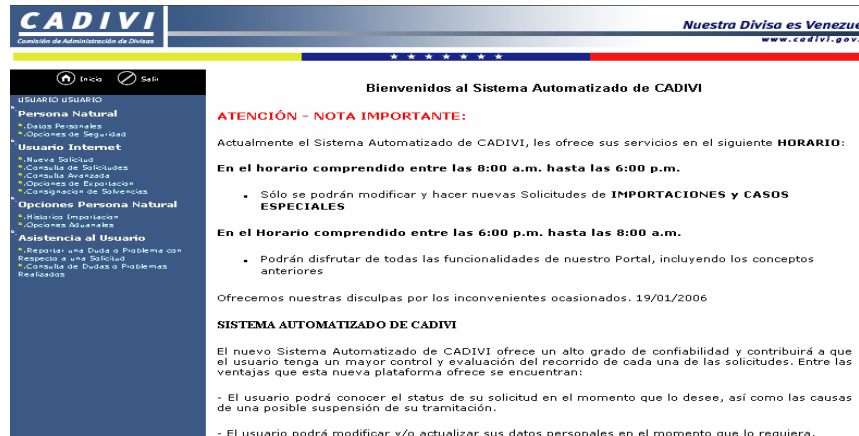 CADIVI
Comisión de Administración de Divisas
Nuestra Divisa es Venezue
www.cadivi.gov.
Inicio Salir
USUARIO USUARIO
Persona Natural
.Datos Personales
.Opciones de Seguridad
Usuario Internet
.Nueva Solicitud
.Consulta de Solicitudes
.Consulta Avanzada
.Opciones de Exportacion
.Consignacion de Solvencias
Opciones Persona Natural
.Historico Importacion
.Opciones Aduanales
Asistencia al Usuario
.Reportar una Duda o Problema con
Respecto a una Solicitud
.Consulta de Dudas o Problemas
Realizados
Bienvenidos al Sistema Automatizado de CADIVI
ATENCIÓN - NOTA IMPORTANTE:
Actualmente el Sistema Automatizado de CADIVI, les ofrece sus servicios en el siguiente HORARIO:
En el horario comprendido entre las 8:00 a.m. hasta las 6:00 p.m.
• Sólo se podrán modificar y hacer nuevas Solicitudes de IMPORTACIONES y CASOS
ESPECIALES
En el Horario comprendido entre las 6:00 p.m. hasta las 8:00 a.m.
• Podrán disfrutar de todas las funcionalidades de nuestro Portal, incluyendo los conceptos
anteriores
Ofrecemos nuestras disculpas por los inconvenientes ocasionados. 19/01/2006
SISTEMA AUTOMATIZADO DE CADIVI
El nuevo Sistema Automatizado de CADIVI ofrece un alto grado de confiabilidad y contribuirá a que
el usuario tenga un mayor control y evaluación del recorrido de cada una de las solicitudes. Entre las
ventajas que esta nueva plataforma ofrece se encuentran:
- El usuario podrá conocer el status de su solicitud en el momento que lo desee, así como las causas
de una posible suspensión de su tramitación.
- El usuario podrá modificar y/o actualizar sus datos personales en el momento que lo requiera.